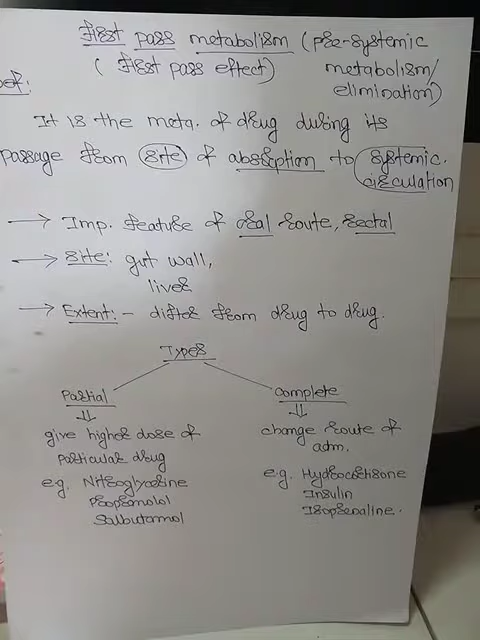 First pass metabolism (pre-systemic
( First pass effect) metabolism/
elimination)
Def:
It is the meta. of drug during its
passage from site of absorption to systemic.
circulation
→ Imp. feature of oral route, rectal
→ Site: gut wall,
liver
→ Extent: - differ from drug to drug.
Types
Partial
⇓
give higher dose of
particular drug
e.g. Nitroglycerine
Propranolol
Salbutamol
Complete
⇓
change route of
adm.
e.g. Hydrocortisone
Insulin
Isoprenaline.